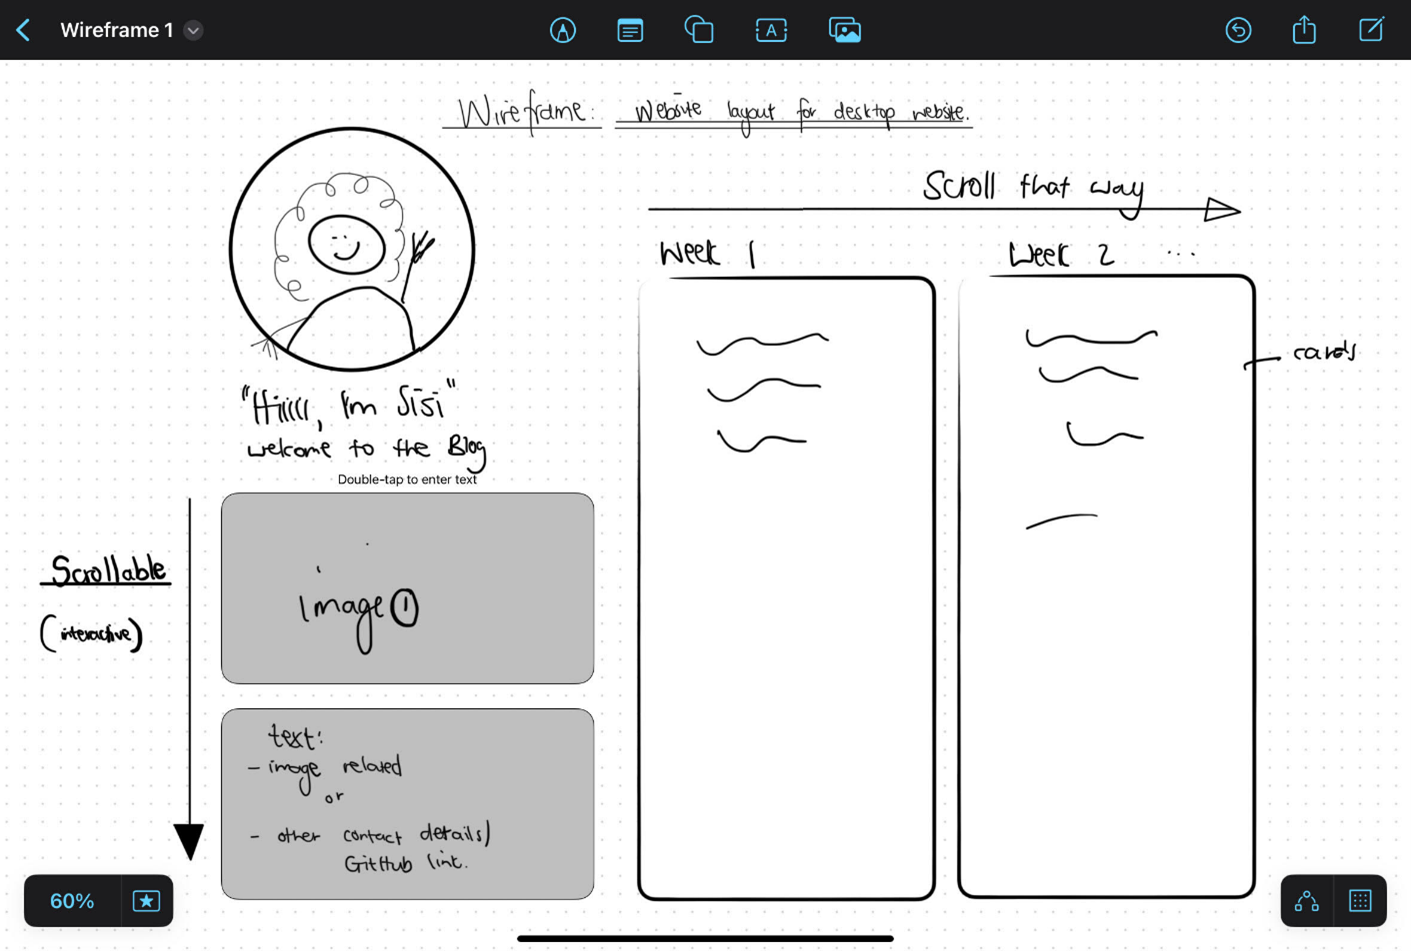 Wireframe 1
Wireframe: Website layout for desktop website.
Scroll that way
Week 1
Week 2 ...
cards
"Hiiiii, I'm Sisi"
welcome to the Blog
Double-tap to enter text
Scrollable
(interactive)
image ①
text:
- image related
or
- other contact details)
GitHub link.
60%